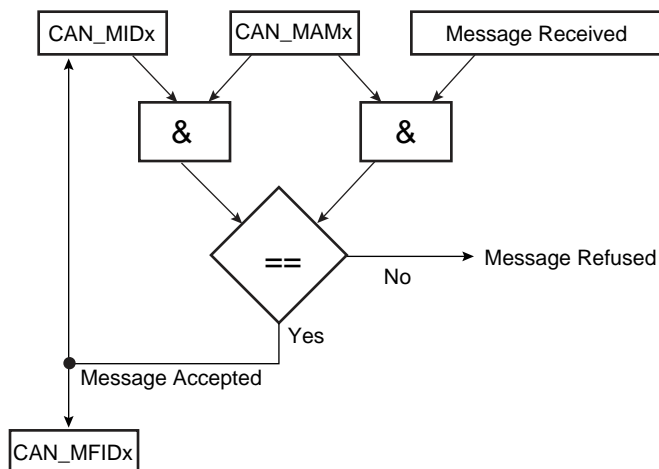 CAN_MIDx
CAN_MAMx
Message Received
&
&
==
No
Message Refused
Yes
Message Accepted
CAN_MFIDx